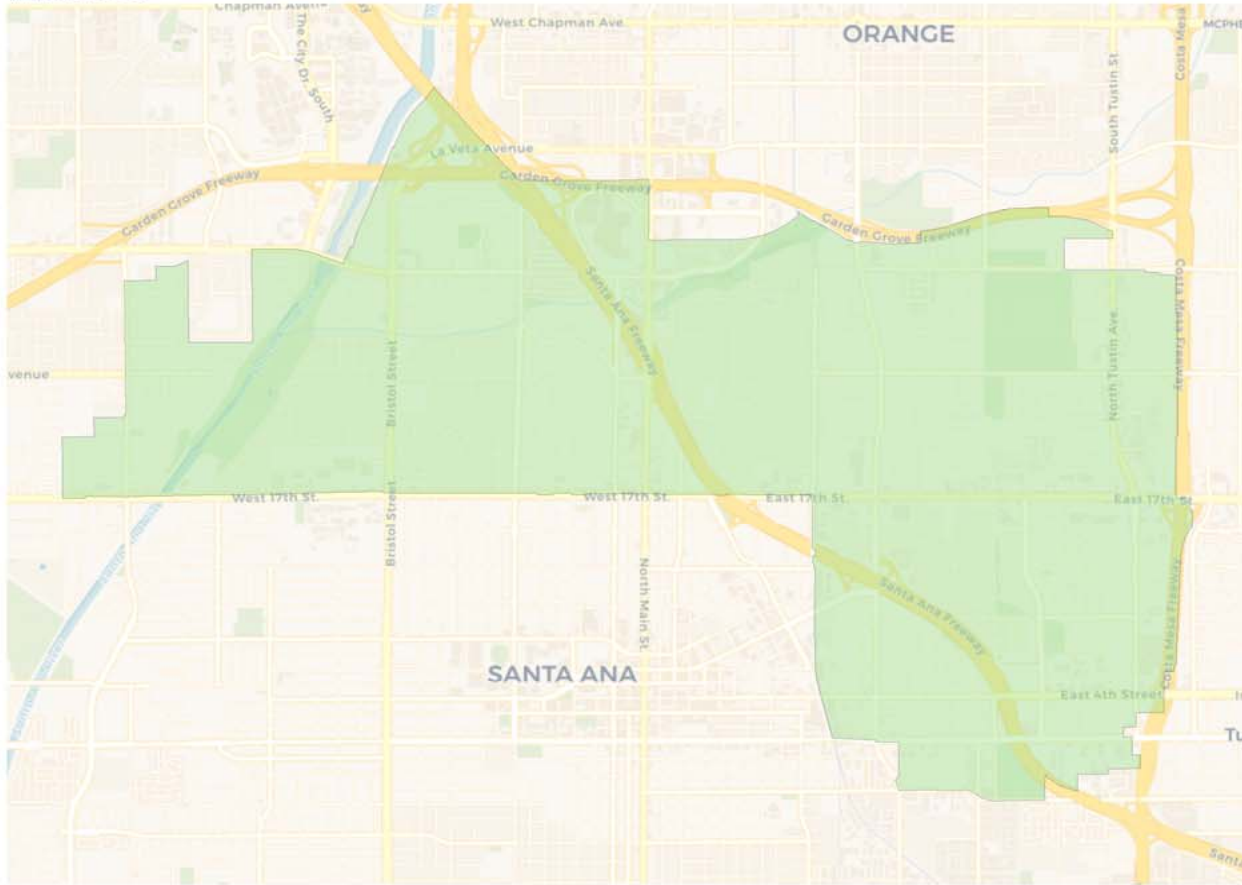 Chapman Avenue
West Chapman Ave.
ORANGE
The City Dr. South
Costa Mesa
South Tustin St.
La Veta Avenue
Garden Grove Freeway
Garden Grove Freeway
Garden Grove Freeway
Santa Ana Freeway
Costa Mesa Freeway
North Tustin Ave.
Bristol Street
venue
West 17th St.
West 17th St.
East 17th St.
East 17th St.
Bristol Street
North Main St.
Santa Ana Freeway
Costa Mesa Freeway
SANTA ANA
East 4th Street
Tu
Santa